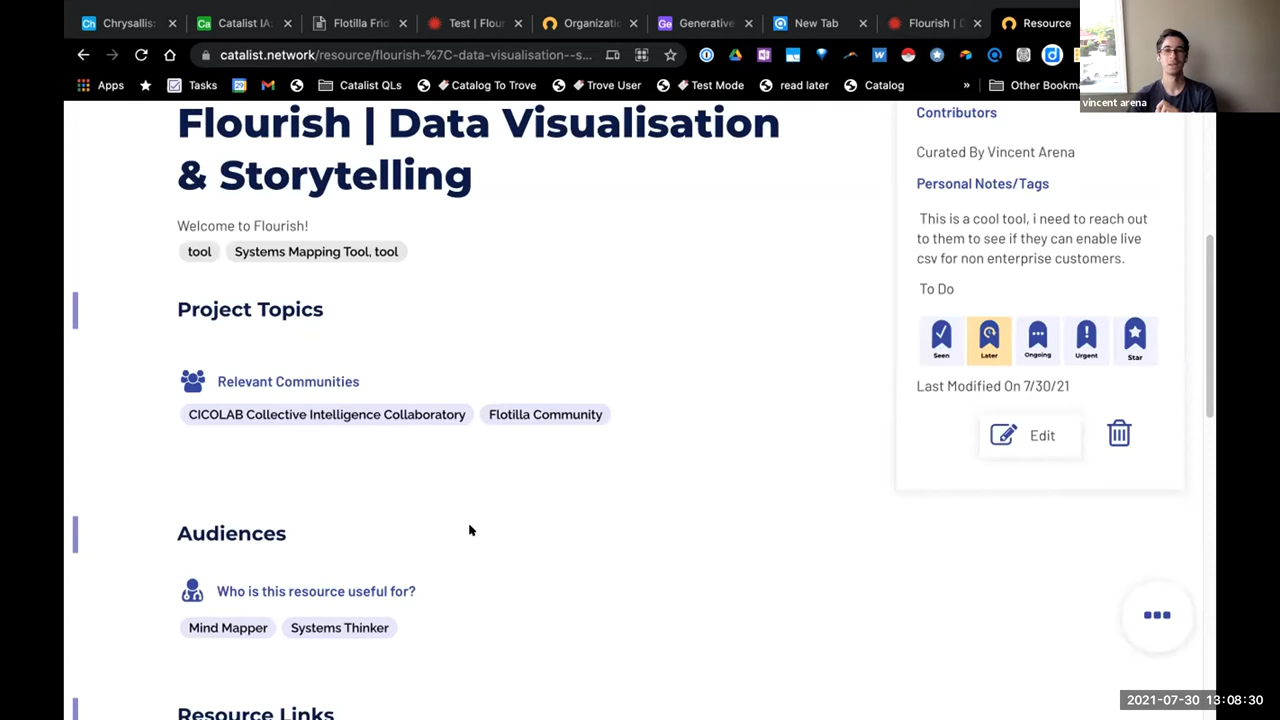 Chrysallis
Catalist IA
Flotilla Frid
Test | Flour
Organizatio
Generative
New Tab
Flourish | D
Resource
catalist.network/resource/flourish-%7C-data-visualisation--s...
Apps
Tasks
Catalist
Catalog To Trove
Trove User
Test Mode
read later
Catalog
»
Other Bookma
vincent arena
Flourish | Data Visualisation
& Storytelling
Welcome to Flourish!
tool
Systems Mapping Tool, tool
Project Topics
Relevant Communities
CICOLAB Collective Intelligence Collaboratory
Flotilla Community
Audiences
Who is this resource useful for?
Mind Mapper
Systems Thinker
Resource Links
Contributors
Curated By Vincent Arena
Personal Notes/Tags
This is a cool tool, i need to reach out
to them to see if they can enable live
csv for non enterprise customers.
To Do
Seen
Later
Ongoing
Urgent
Star
Last Modified On 7/30/21
Edit
2021-07-30 13:08:30